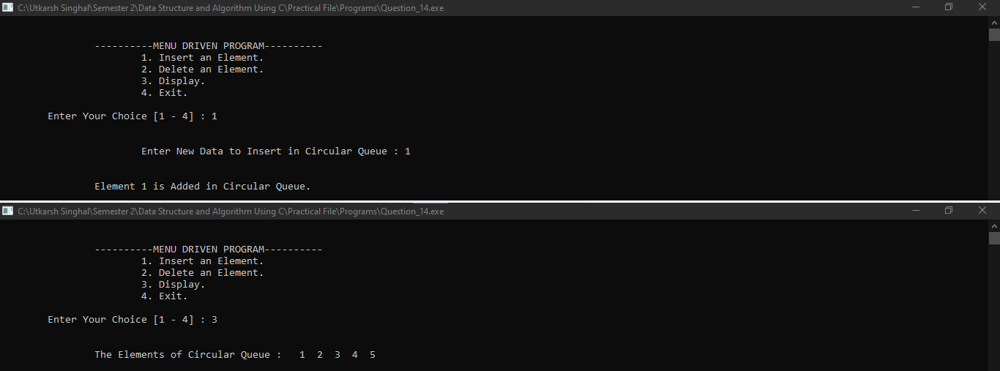 C:\Utkarsh Singhal\Semester 2\Data Structure and Algorithm Using C\Practical File\Programs\Question_14.exe
----------MENU DRIVEN PROGRAM----------
1. Insert an Element.
2. Delete an Element.
3. Display.
4. Exit.
Enter Your Choice [1 - 4] : 1
Enter New Data to Insert in Circular Queue : 1
Element 1 is Added in Circular Queue.
C:\Utkarsh Singhal\Semester 2\Data Structure and Algorithm Using C\Practical File\Programs\Question_14.exe
----------MENU DRIVEN PROGRAM----------
1. Insert an Element.
2. Delete an Element.
3. Display.
4. Exit.
Enter Your Choice [1 - 4] : 3
The Elements of Circular Queue :   1  2  3  4  5